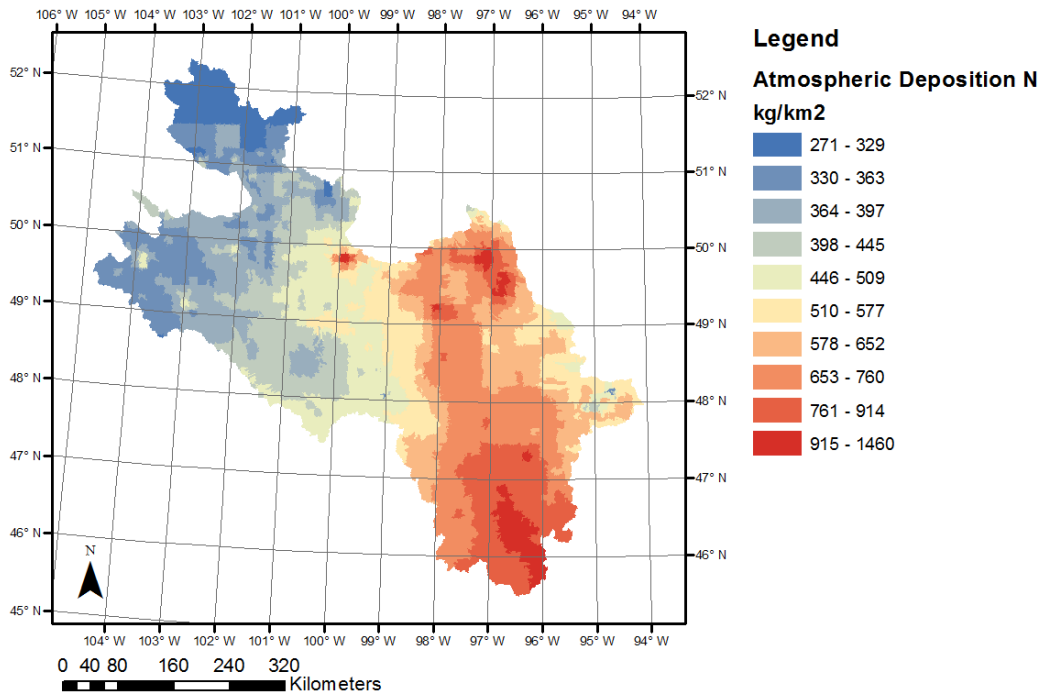 106° W 105° W 104° W 103° W 102° W 101° W 100° W 99° W 98° W 97° W 96° W 95° W 94° W
52° N
51° N
50° N
49° N
48° N
47° N
46° N
45° N
52° N
51° N
50° N
49° N
48° N
47° N
46° N
N
104° W 103° W 102° W 101° W 100° W 99° W 98° W 97° W 96° W 95° W 94° W
0 40 80 160 240 320
Kilometers
Legend
Atmospheric Deposition N
kg/km2
271 - 329
330 - 363
364 - 397
398 - 445
446 - 509
510 - 577
578 - 652
653 - 760
761 - 914
915 - 1460